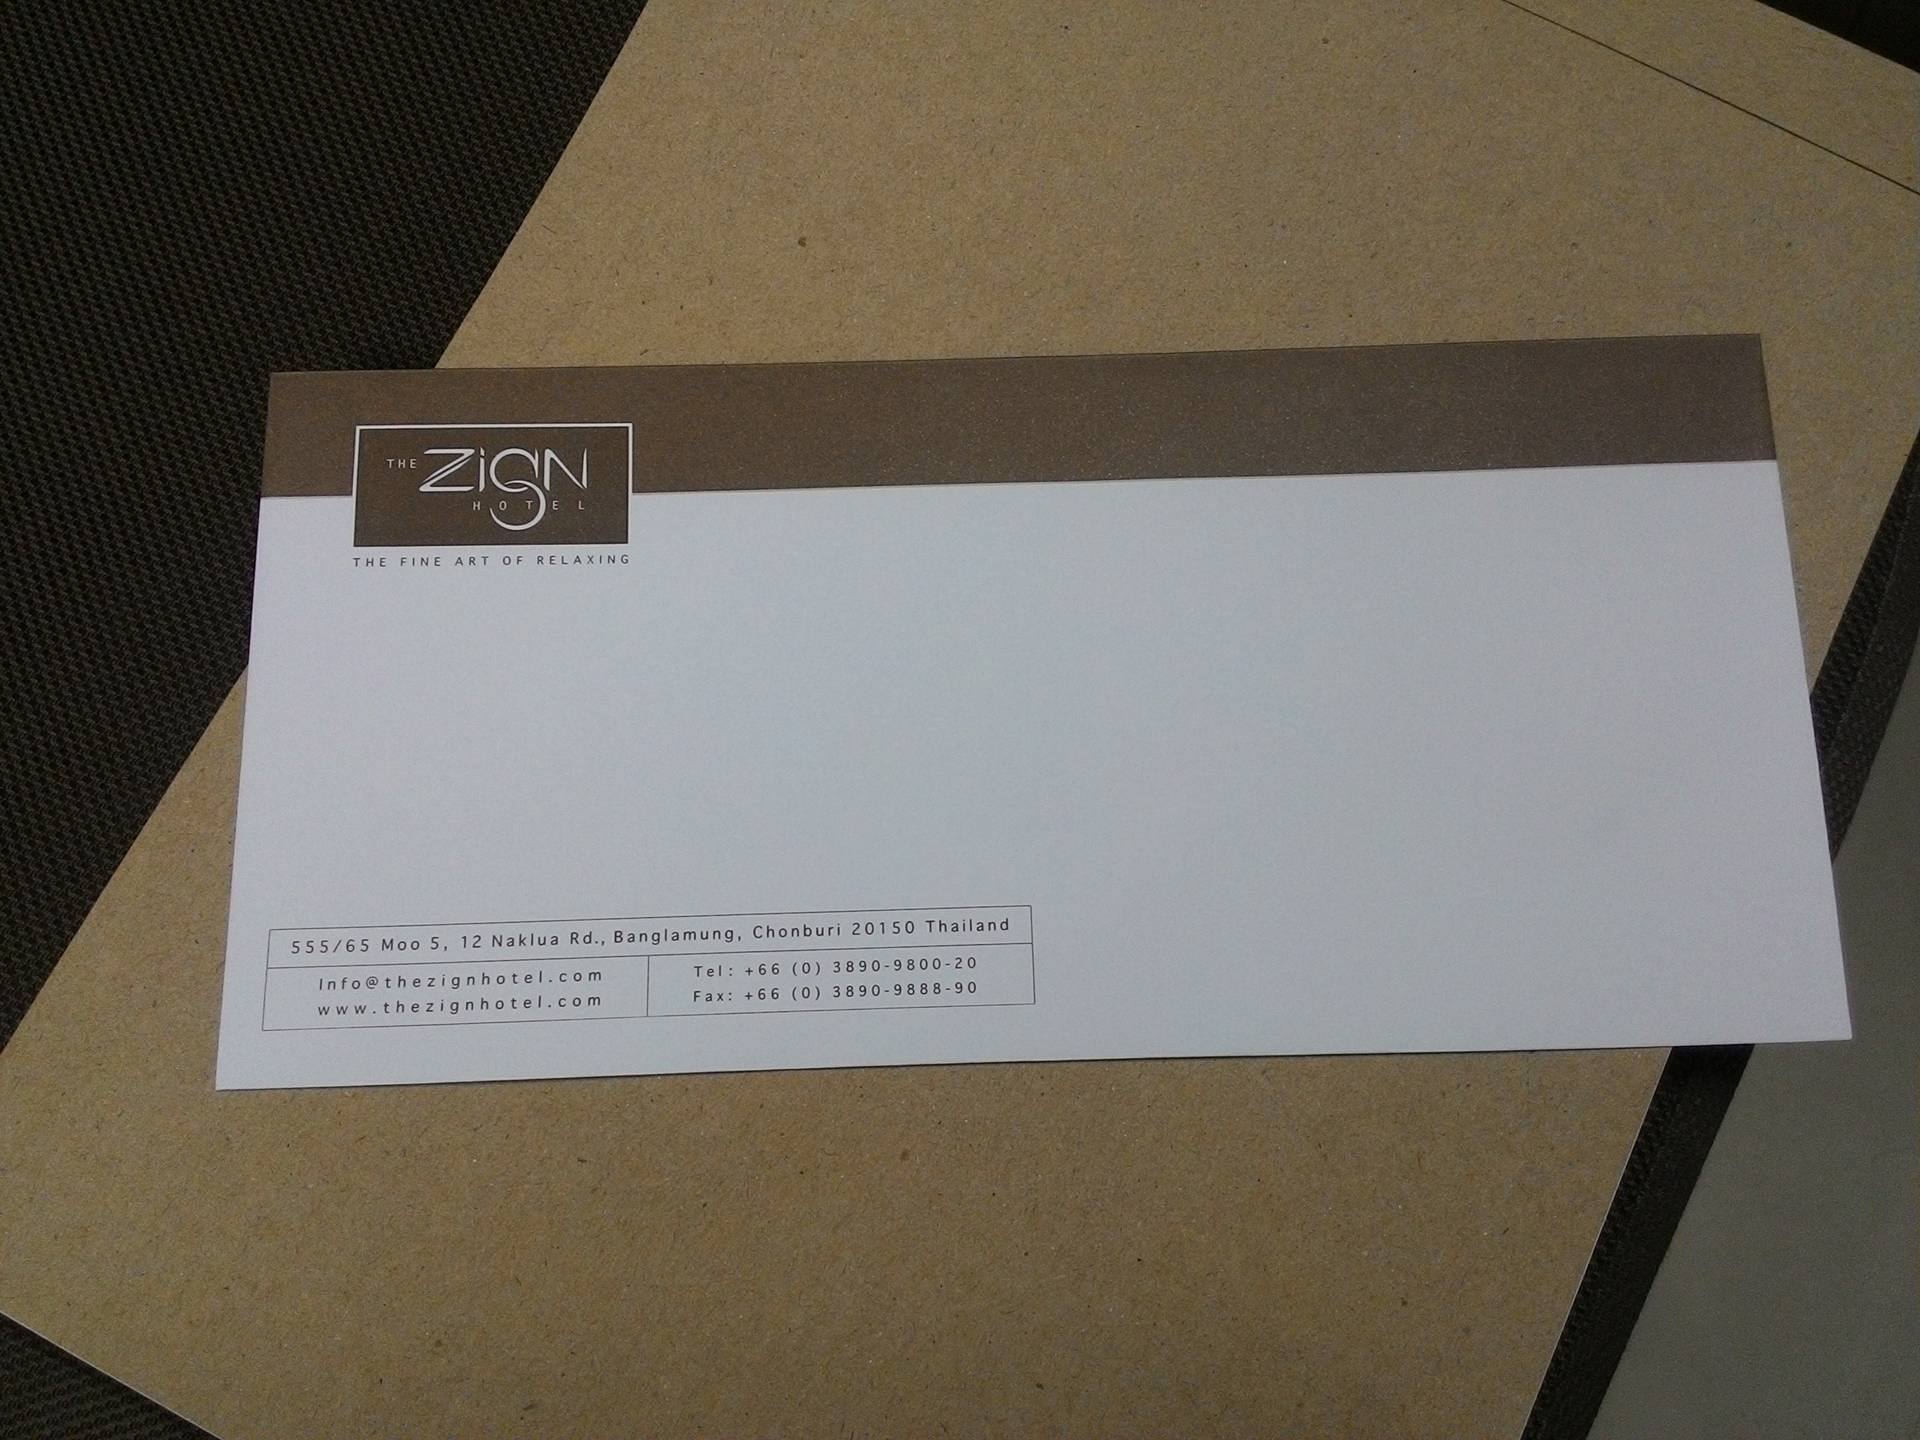 THE ZiGN
HOTEL
THE FINE ART OF RELAXING
555/65 Moo 5, 12 Naklua Rd., Banglamung, Chonburi 20150 Thailand
Info@thezignhotel.com
www.thezignhotel.com
Tel: +66 (0) 3890-9800-20
Fax: +66 (0) 3890-9888-90